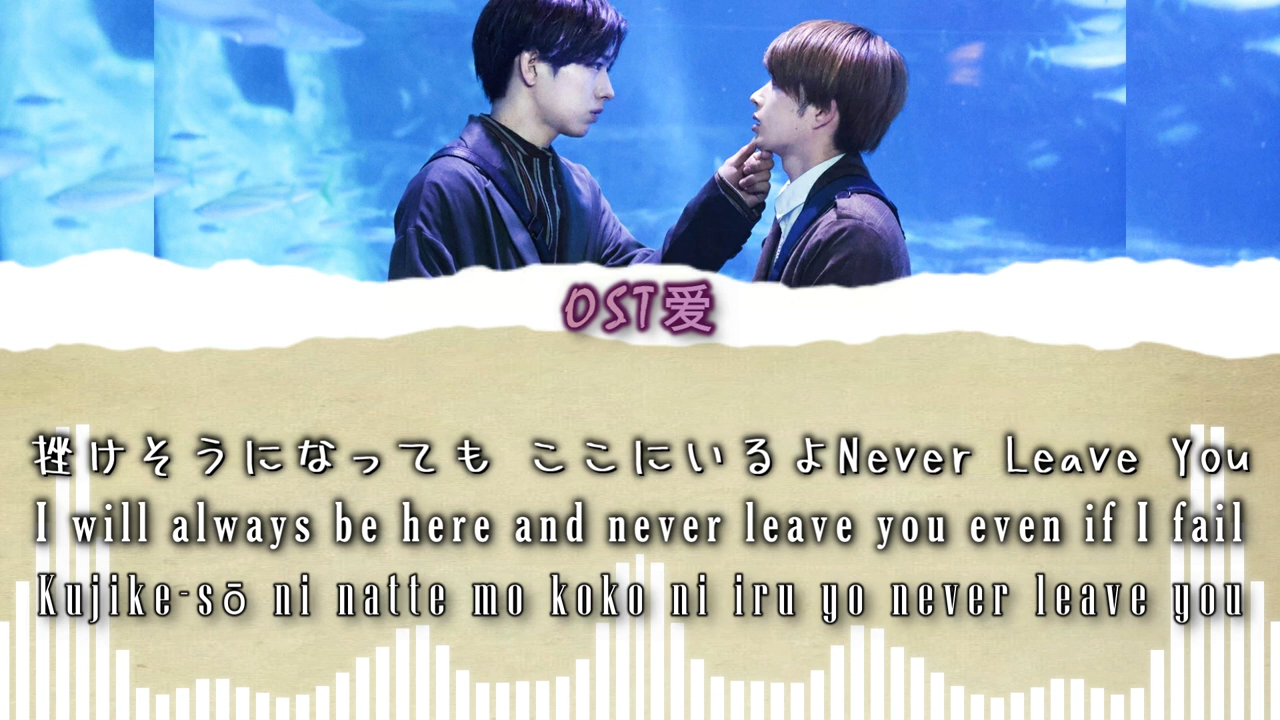 OST爱
挫けそうになっても ここにいるよNever Leave You
I will always be here and never leave you even if I fail
Kujike-sō ni natte mo koko ni iru yo never leave you